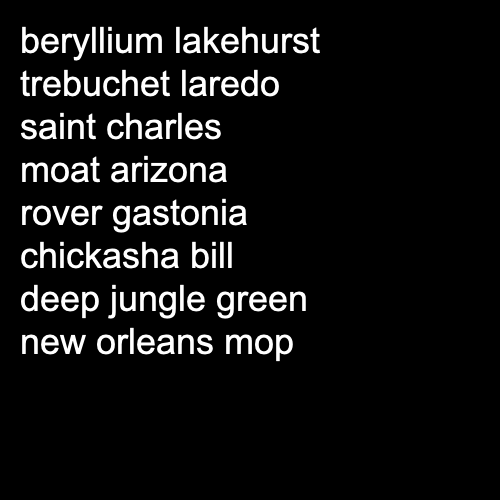 beryllium lakehurst
trebuchet laredo
saint charles
moat arizona
rover gastonia
chickasha bill
deep jungle green
new orleans mop